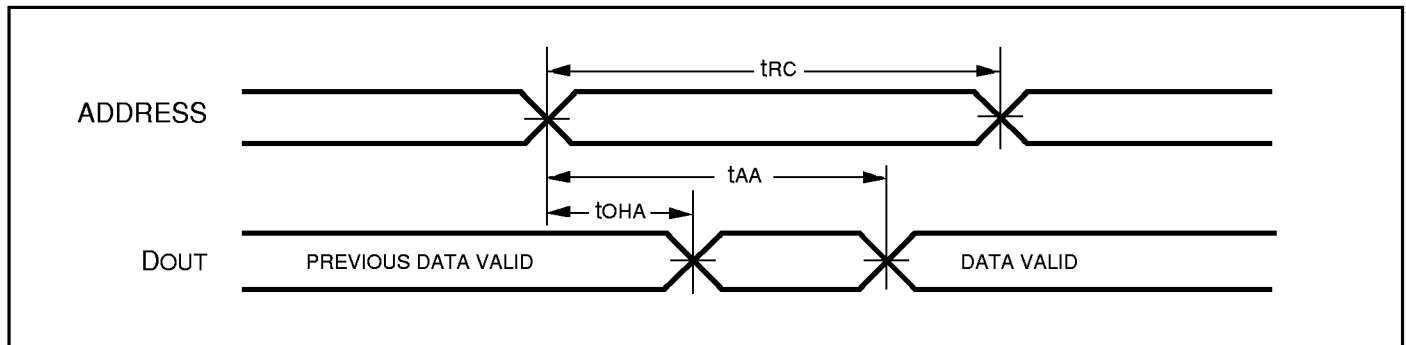 tRC
ADDRESS
tAA
tOHA
DOUT
PREVIOUS DATA VALID
DATA VALID